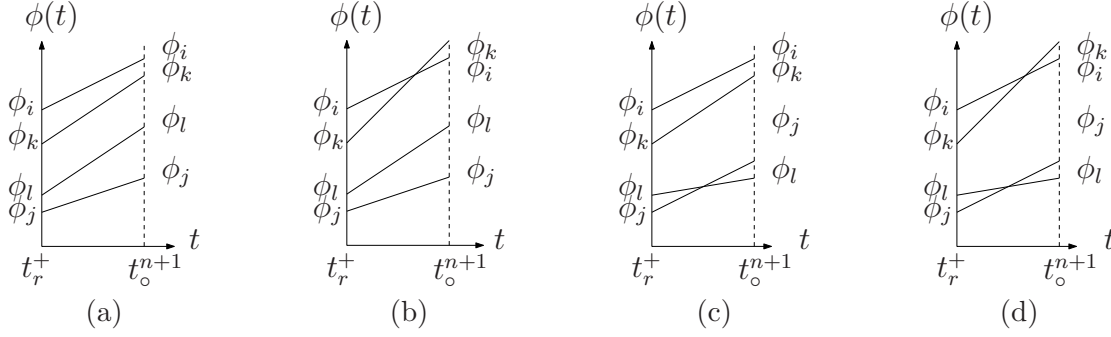 ϕ(t) ϕ(t) ϕ(t) ϕ(t)
ϕ_i ϕ_k ϕ_i ϕ_k
ϕ_k ϕ_i ϕ_k ϕ_i
ϕ_i ϕ_i ϕ_i ϕ_i
ϕ_l ϕ_l ϕ_j ϕ_j
ϕ_k ϕ_k ϕ_k ϕ_k
ϕ_j ϕ_j ϕ_l ϕ_l
ϕ_l ϕ_l ϕ_l ϕ_l
ϕ_j ϕ_j ϕ_j ϕ_j
t t t t
t_r^+ t_∘^{n+1} t_r^+ t_∘^{n+1} t_r^+ t_∘^{n+1} t_r^+ t_∘^{n+1}
(a) (b) (c) (d)